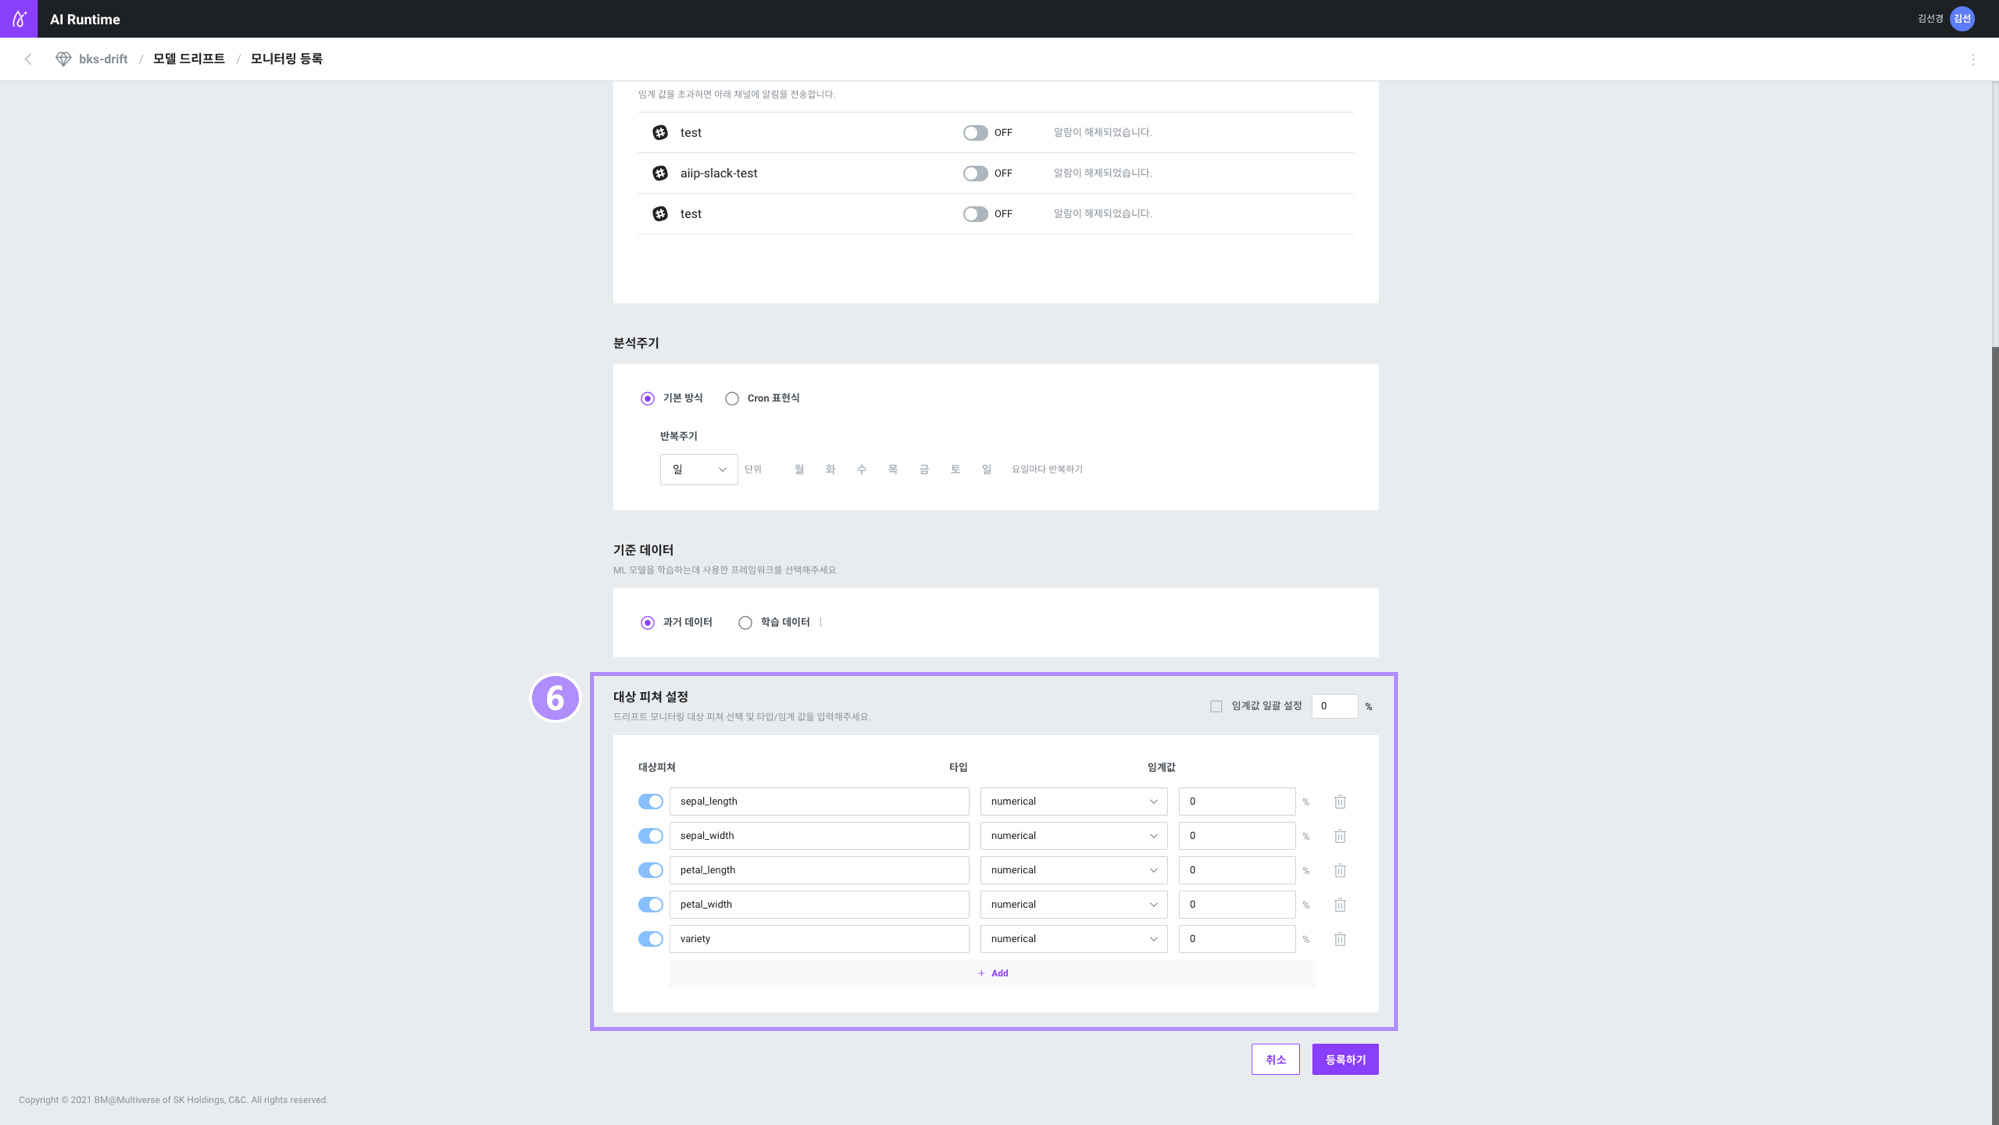 AI Runtime
김선경 김선
bks-drift / 모델 드리프트 / 모니터링 등록
임계 값을 초과하면 아래 채널에 알림을 전송합니다.
test OFF 알람이 해제되었습니다.
aiip-slack-test OFF 알람이 해제되었습니다.
test OFF 알람이 해제되었습니다.
분석주기
기본 방식 Cron 표현식
반복주기
일 단위 월 화 수 목 금 토 일 요일마다 반복하기
기준 데이터
ML 모델을 학습하는데 사용한 프레임워크를 선택해주세요.
과거 데이터 학습 데이터
6
대상 피쳐 설정
드리프트 모니터링 대상 피쳐 선택 및 타입/임계 값을 입력해주세요.
임계값 일괄 설정 0 %
대상피쳐 타입 임계값
sepal_length numerical 0 %
sepal_width numerical 0 %
petal_length numerical 0 %
petal_width numerical 0 %
variety numerical 0 %
+ Add
취소 등록하기
Copyright © 2021 BM@Multiverse of SK Holdings, C&C. All rights reserved.